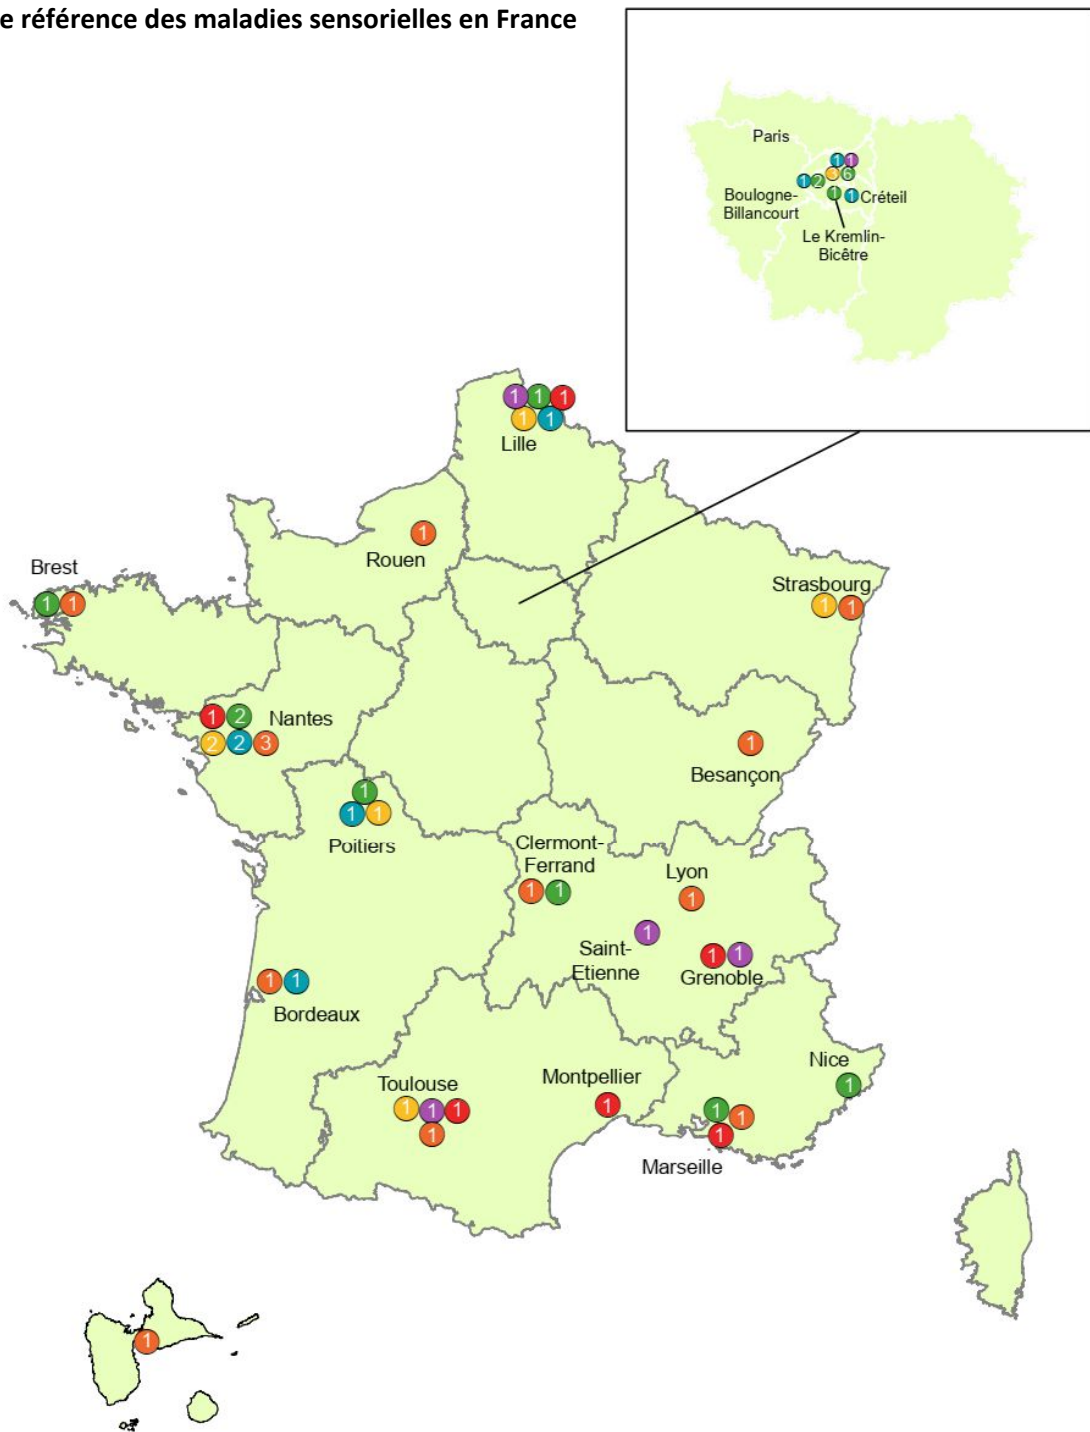 e référence des maladies sensorielles en France
Paris
1 1
3 6
1 2
Boulogne-
Billancourt
1 1 Créteil
Le Kremlin-
Bicêtre
1 1 1
1 1
Lille
1
Rouen
Brest
1 1
Strasbourg
1 1
1 2 Nantes
2 2 3
1
Besançon
1
1 1
Poitiers
Clermont-
Ferrand
1 1
Lyon
1
1
Saint-
Etienne
1 1
Grenoble
1 1
Bordeaux
Nice
1
Toulouse
1 1 1
1
Montpellier
1
1 1
1
Marseille
1